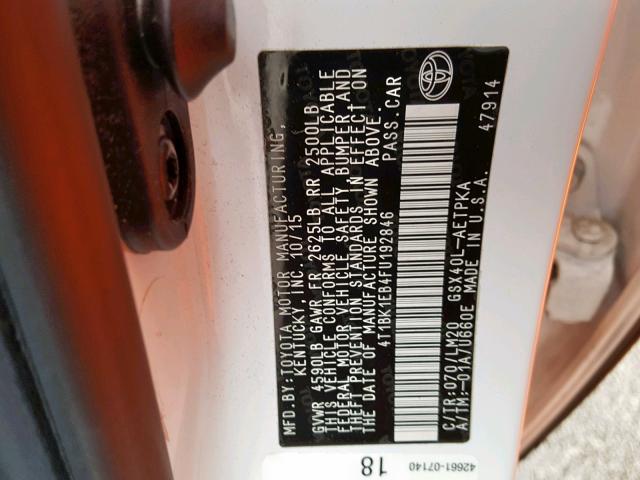 MFD. BY: TOYOTA MOTOR MANUFACTURING,
KENTUCKY, INC. 10/15
GVWR 4590LB GAWR FR 2625LB RR 2500LB
THIS VEHICLE CONFORMS TO ALL APPLICABLE
FEDERAL MOTOR VEHICLE SAFETY, BUMPER, AND
THEFT PREVENTION STANDARDS IN EFFECT ON
THE DATE OF MANUFACTURE SHOWN ABOVE.
4T1BK1EB4FU192846 PASS. CAR
C/TR: 070/LM20 GSX40L-AETPKA
A/TM: -01A/U660E MADE IN U.S.A.
47914
42661-07140
18